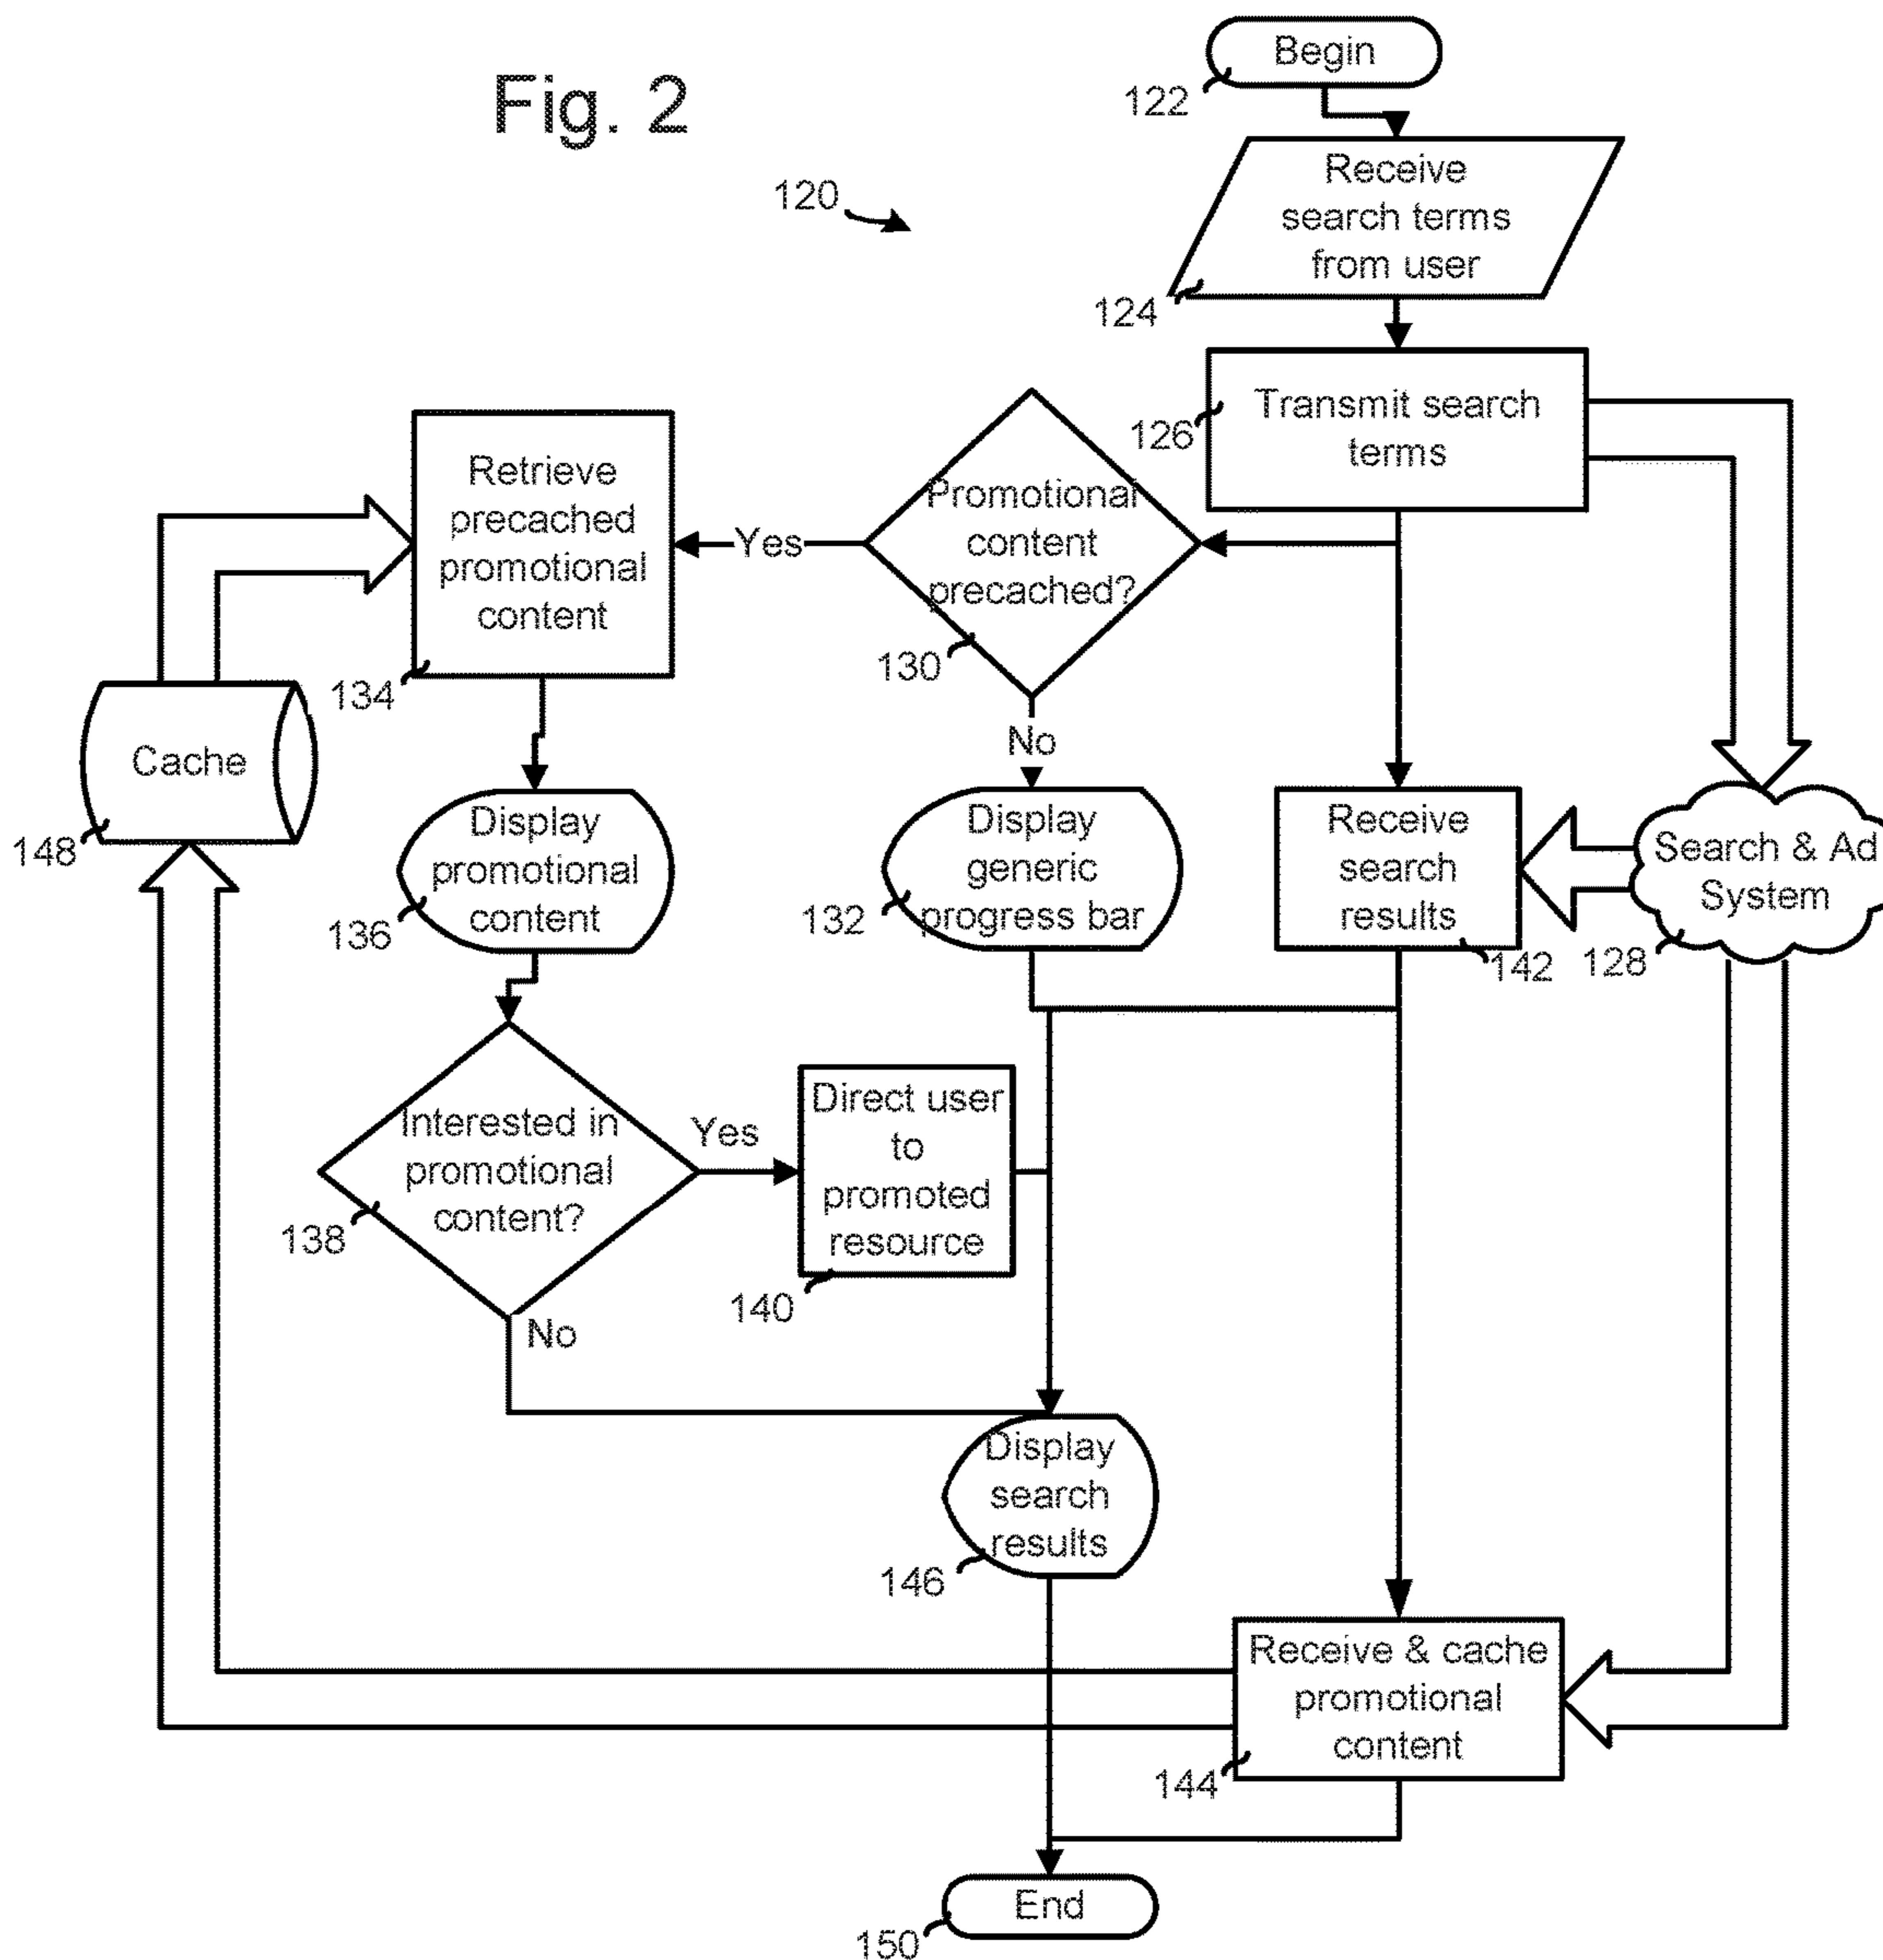 Fig. 2
Begin
122
120
Receive
search terms
from user
124
Transmit search
terms
126
Promotional
content
precached?
130
Yes
No
Retrieve
precached
promotional
content
134
Cache
148
Display
promotional
content
136
Display
generic
progress bar
132
Receive
search
results
142
Search & Ad
System
128
Interested in
promotional
content?
138
Yes
No
Direct user
to
promoted
resource
140
Display
search
results
146
Receive & cache
promotional
content
144
End
150